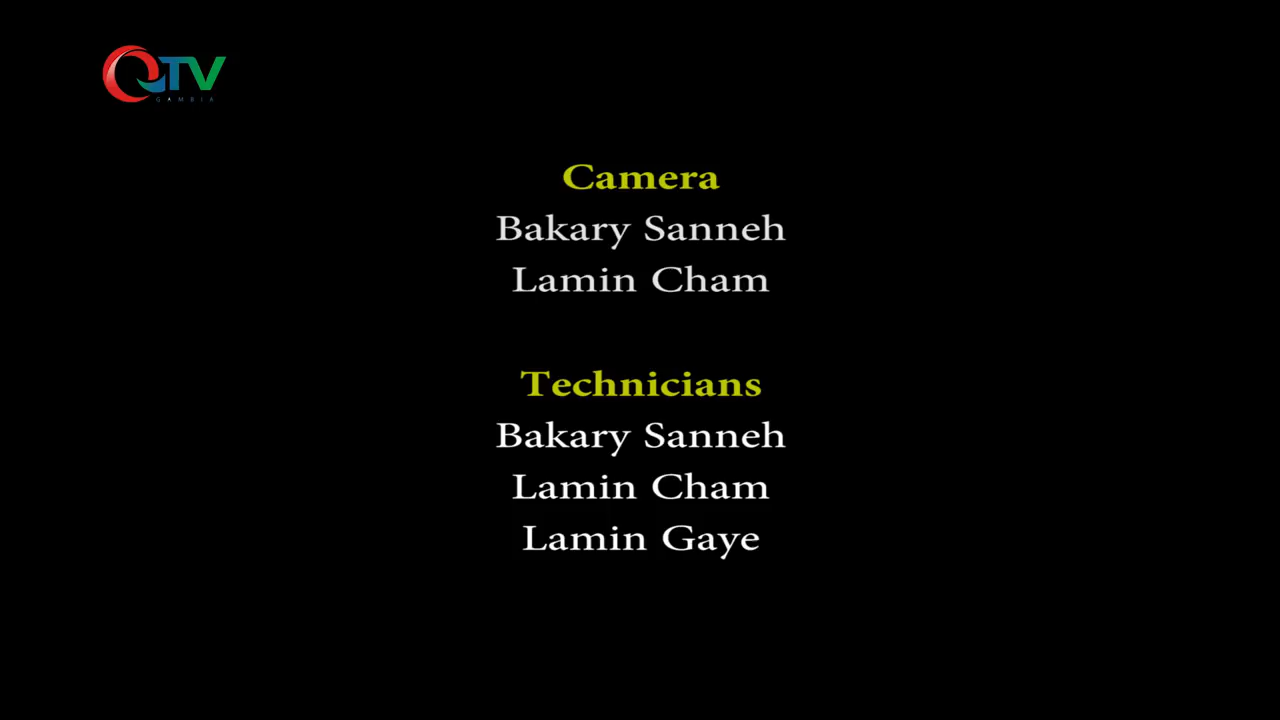 QTV
GAMBIA
Camera
Bakary Sanneh
Lamin Cham
Technicians
Bakary Sanneh
Lamin Cham
Lamin Gaye